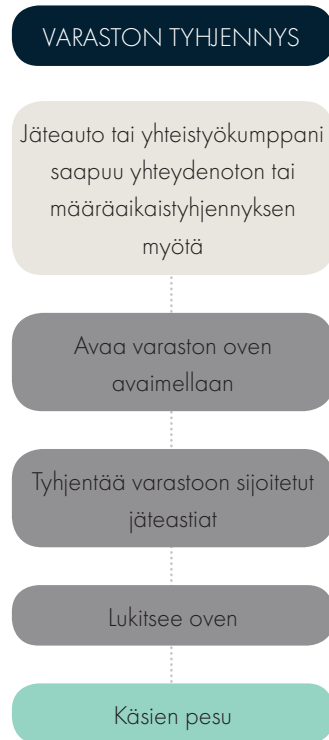 VARASTON TYHJENNYS
Jäteauto tai yhteistyökumppani
saapuu yhteydenoton tai
määräaikaistyhjennyksen
myötä
Avaa varaston oven
avaimellaan
Tyhjentää varastoon sijoitetut
jäteastiat
Lukitsee oven
Käsien pesu